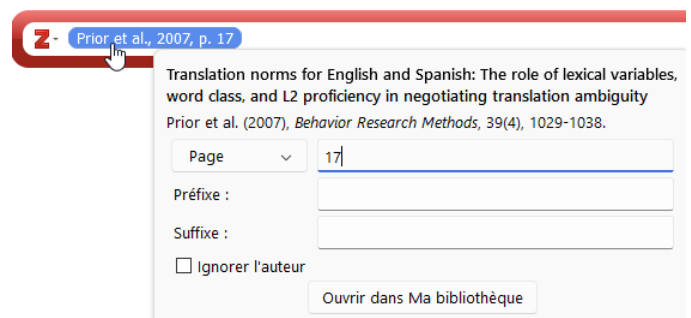 Z Prior et al., 2007, p. 17
Translation norms for English and Spanish: The role of lexical variables,
word class, and L2 proficiency in negotiating translation ambiguity
Prior et al. (2007), Behavior Research Methods, 39(4), 1029-1038.
Page 17
Préfixe :
Suffixe :
Ignorer l'auteur
Ouvrir dans Ma bibliothèque